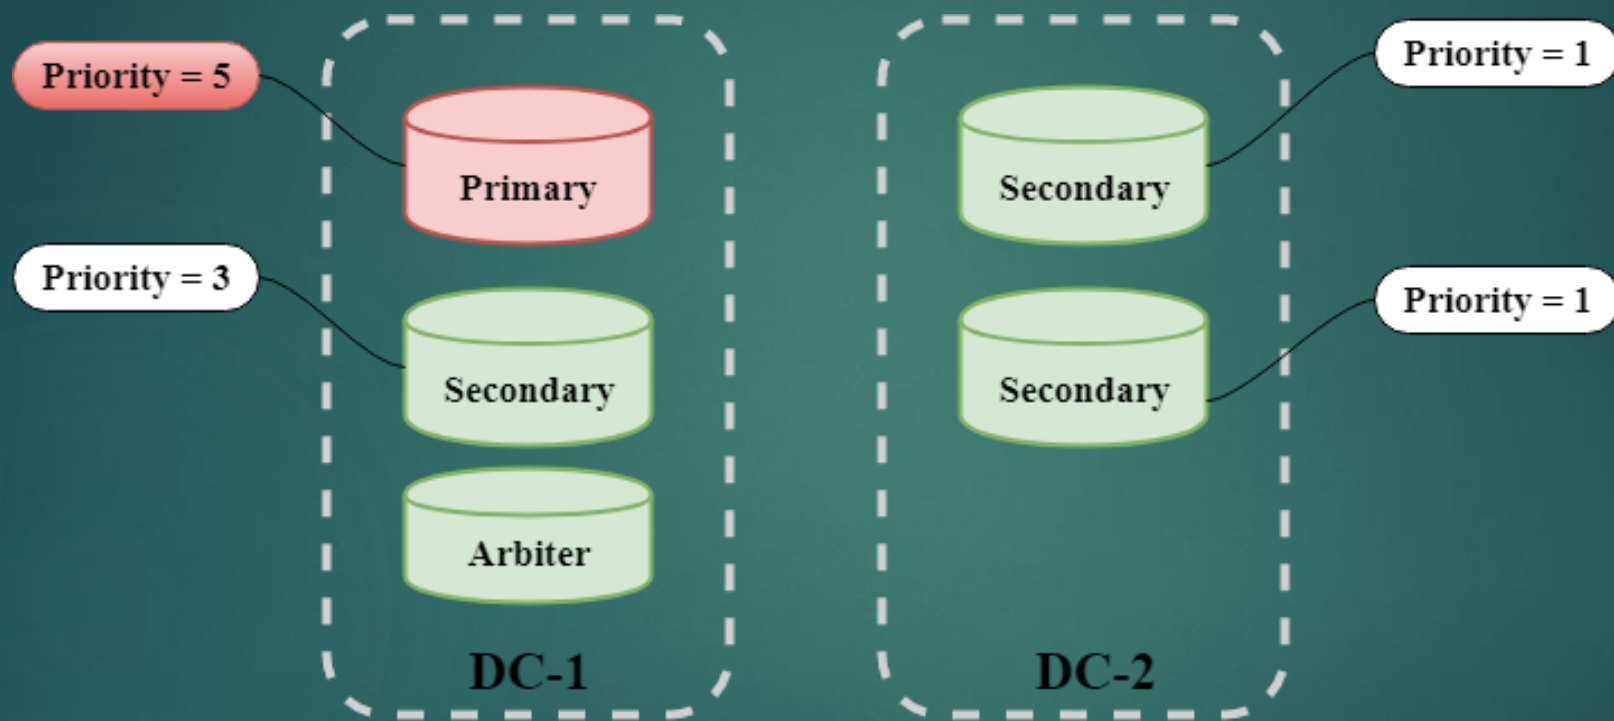 Priority = 5
Primary
Priority = 3
Secondary
Arbiter
DC-1
Priority = 1
Secondary
Priority = 1
Secondary
DC-2